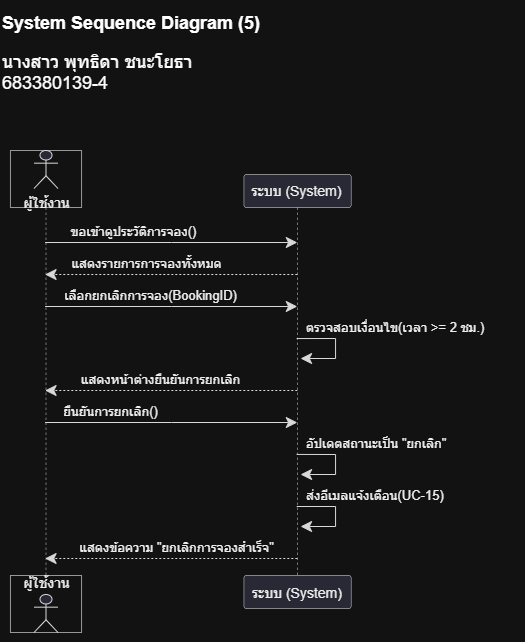 System Sequence Diagram (5)
นางสาว พุทธิดา ชนะโยธา
683380139-4
ผู้ใช้งาน
ระบบ (System)
ขอเข้าดูประวัติการจอง()
แสดงรายการการจองทั้งหมด
เลือกยกเลิกการจอง(BookingID)
ตรวจสอบเงื่อนไข(เวลา >= 2 ชม.)
แสดงหน้าต่างยืนยันการยกเลิก
ยืนยันการยกเลิก()
อัปเดตสถานะเป็น "ยกเลิก"
ส่งอีเมลแจ้งเตือน(UC-15)
แสดงข้อความ "ยกเลิกการจองสำเร็จ"
ผู้ใช้งาน
ระบบ (System)